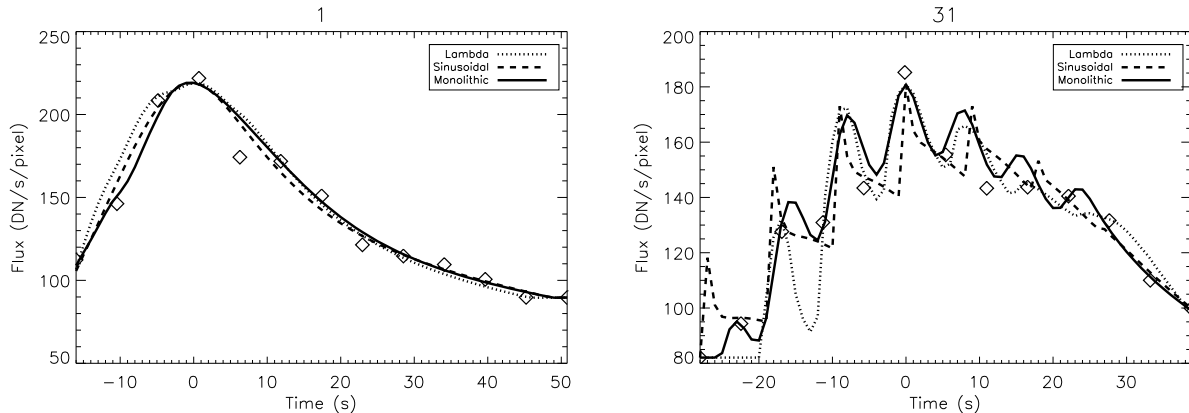 1
250
200
150
100
50
Flux (DN/s/pixel)
Lambda
Sinusoidal
Monolithic
−10 0 10 20 30 40 50
Time (s)
31
200
180
160
140
120
100
80
Flux (DN/s/pixel)
Lambda
Sinusoidal
Monolithic
−20 −10 0 10 20 30
Time (s)